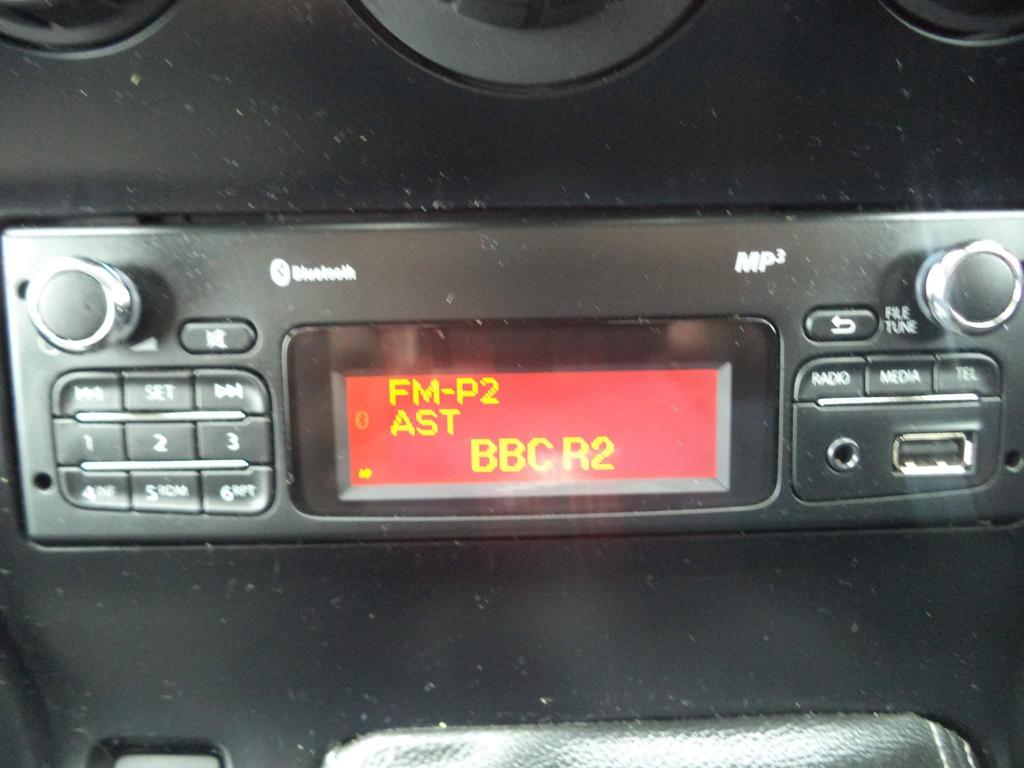 Bluetooth
MP3
FILE
TUNE
SET
RADIO MEDIA TEL
FM-P2
AST
BBC R2
1 2 3
4INF 5RDM 6RPT